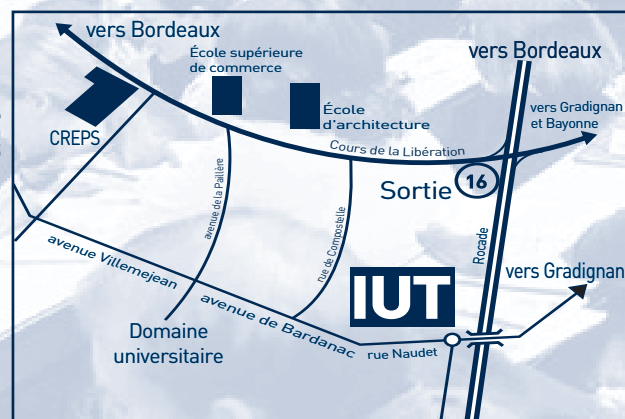 vers Bordeaux
École supérieure
de commerce
vers Bordeaux
vers Gradignan
et Bayonne
CREPS
École
d'architecture
Cours de la Libération
Sortie 16
avenue de la Paillère
rue de Compostelle
Rocade
avenue Villemejean
IUT
vers Gradignan
avenue de Bardanac
Domaine
universitaire
rue Naudet